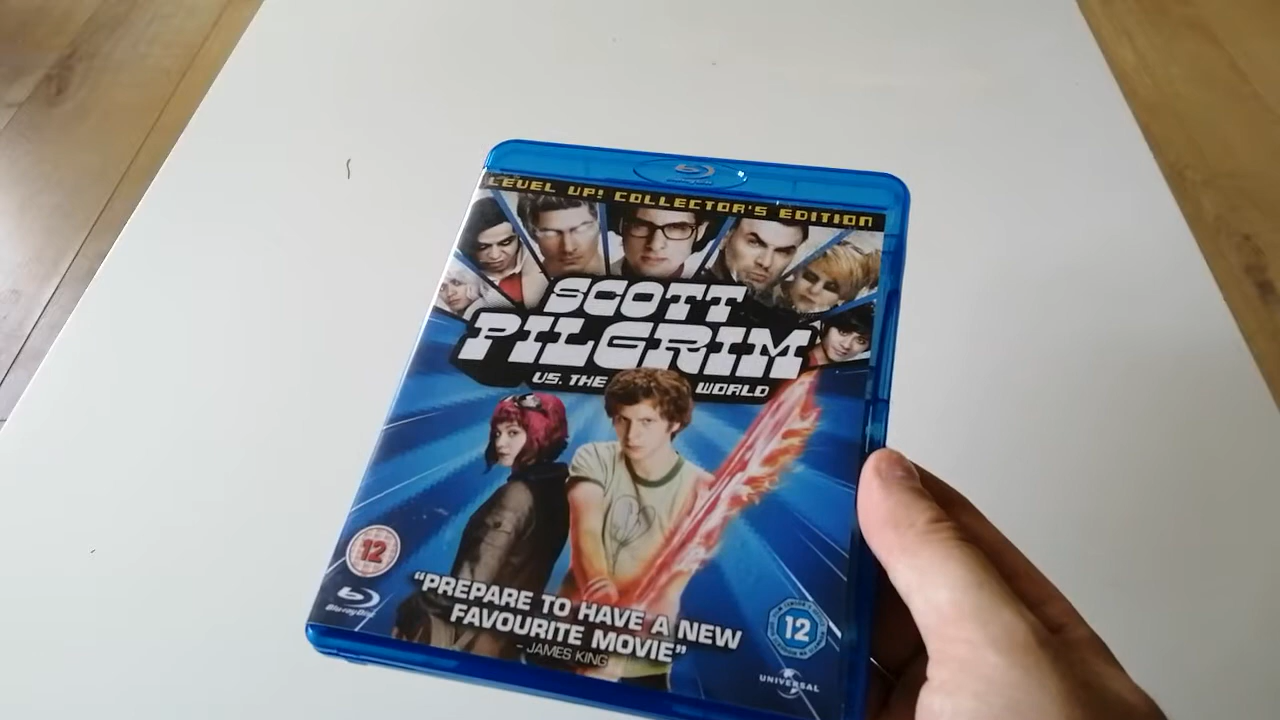 LEVEL UP! COLLECTOR'S EDITION
SCOTT
PILGRIM
VS. THE WORLD
12
Blu-ray Disc
"PREPARE TO HAVE A NEW
FAVOURITE MOVIE"
- JAMES KING
12
UNIVERSAL